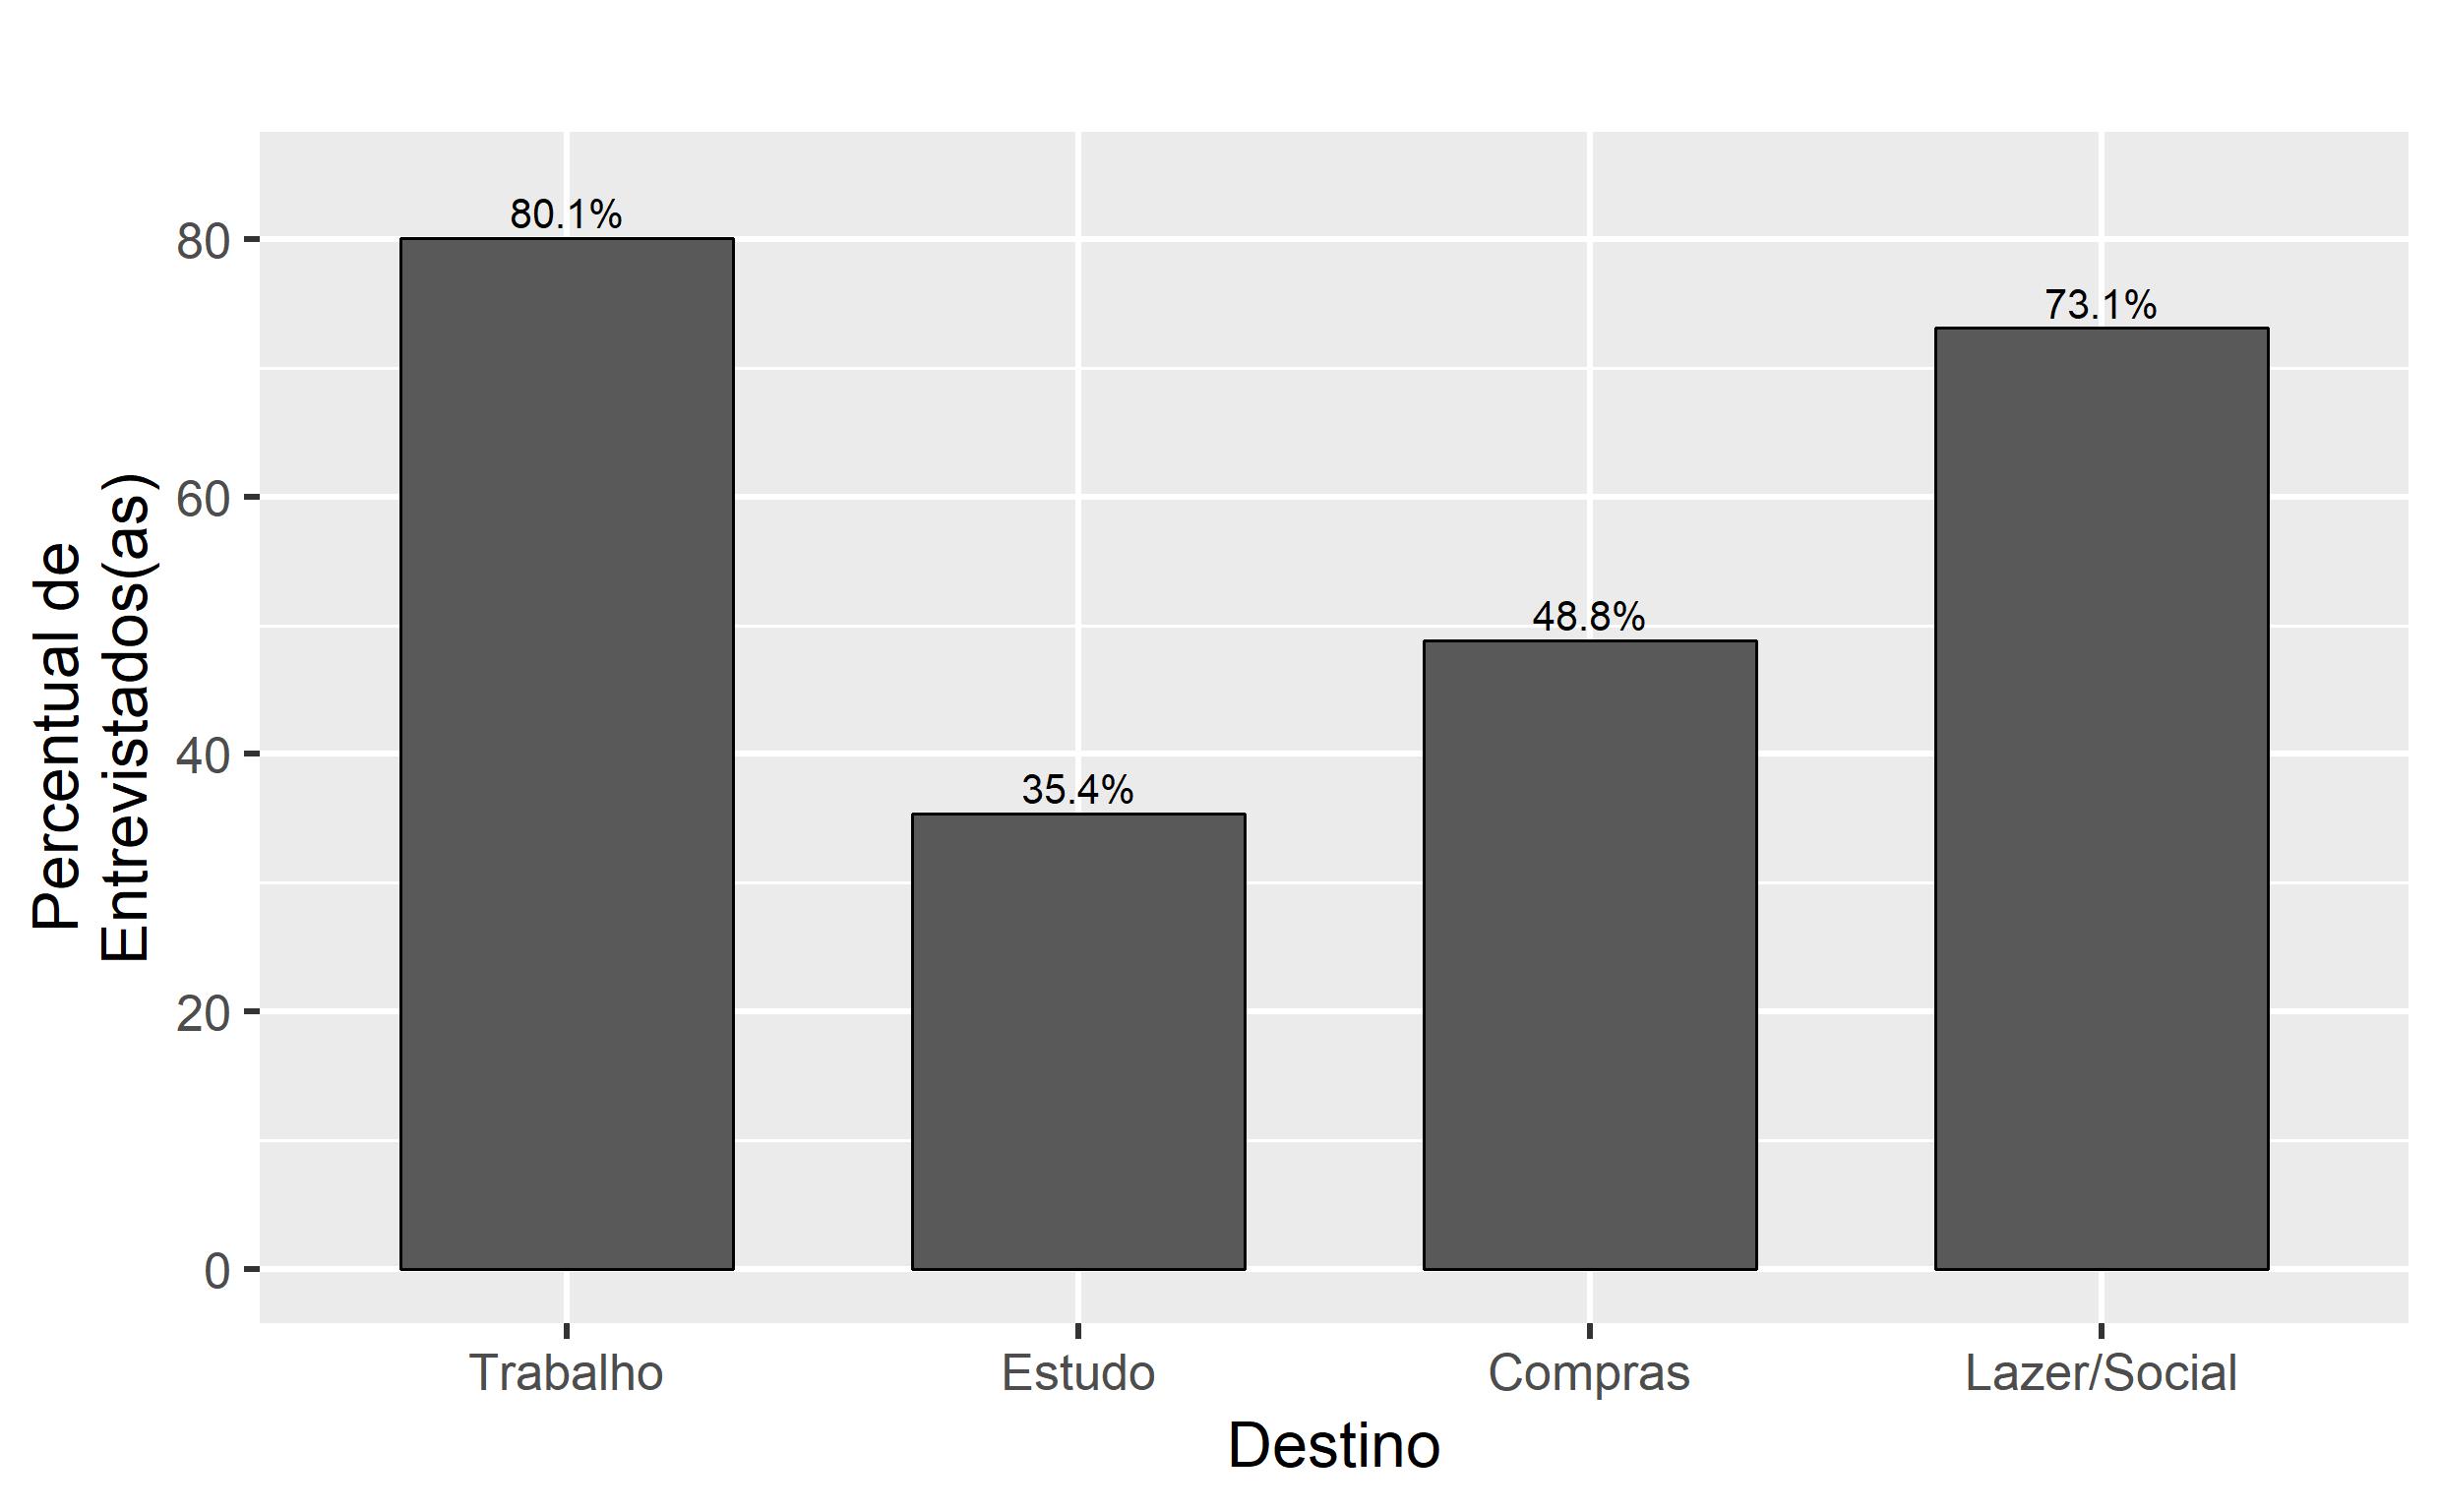 Percentual de
Entrevistados(as)
80
60
40
20
0
80.1%
35.4%
48.8%
73.1%
Trabalho
Estudo
Compras
Lazer/Social
Destino